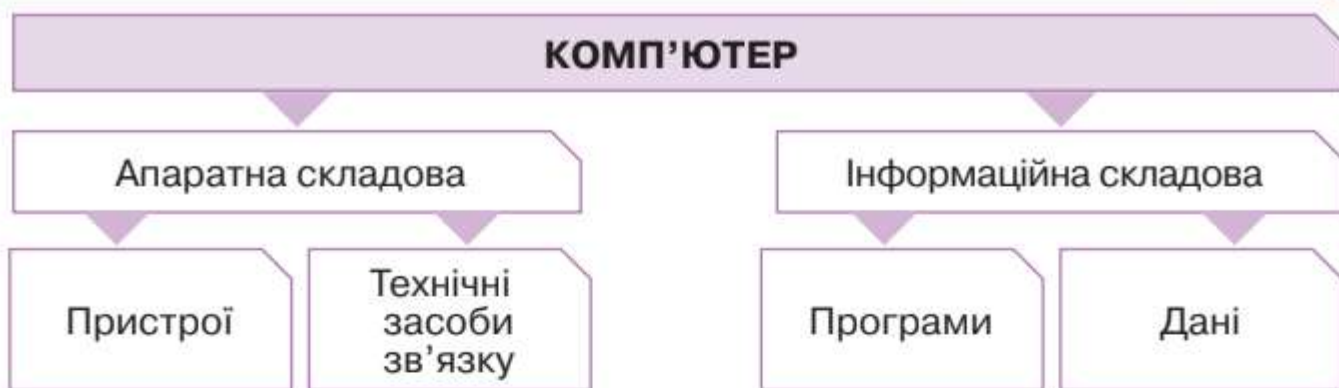 КОМП’ЮТЕР
Апаратна складова
Інформаційна складова
Пристрої
Технічні
засоби
зв’язку
Програми
Дані